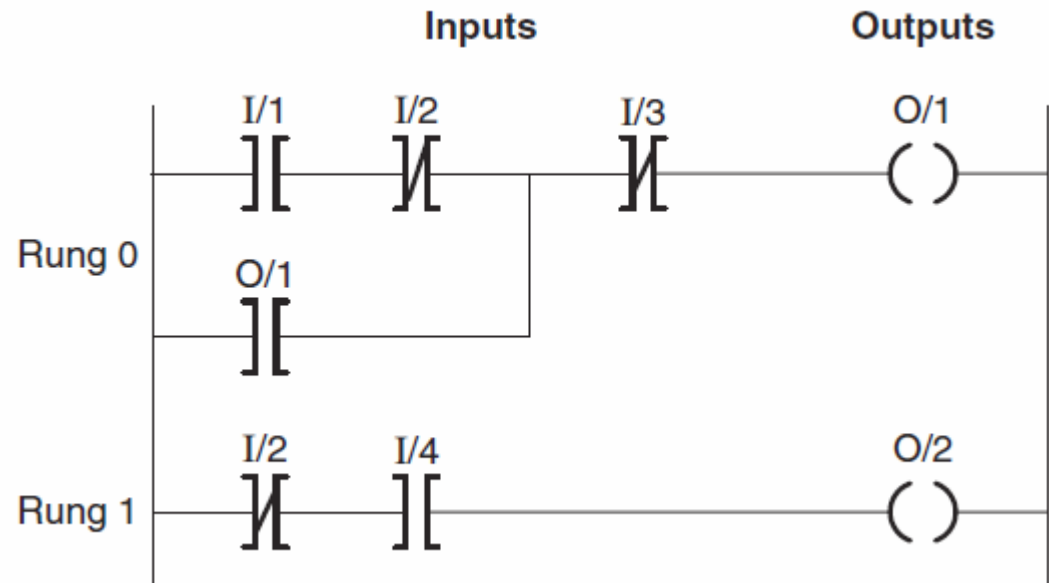 Inputs Outputs
I/1 I/2 I/3 O/1
Rung 0
O/1
I/2 I/4 O/2
Rung 1